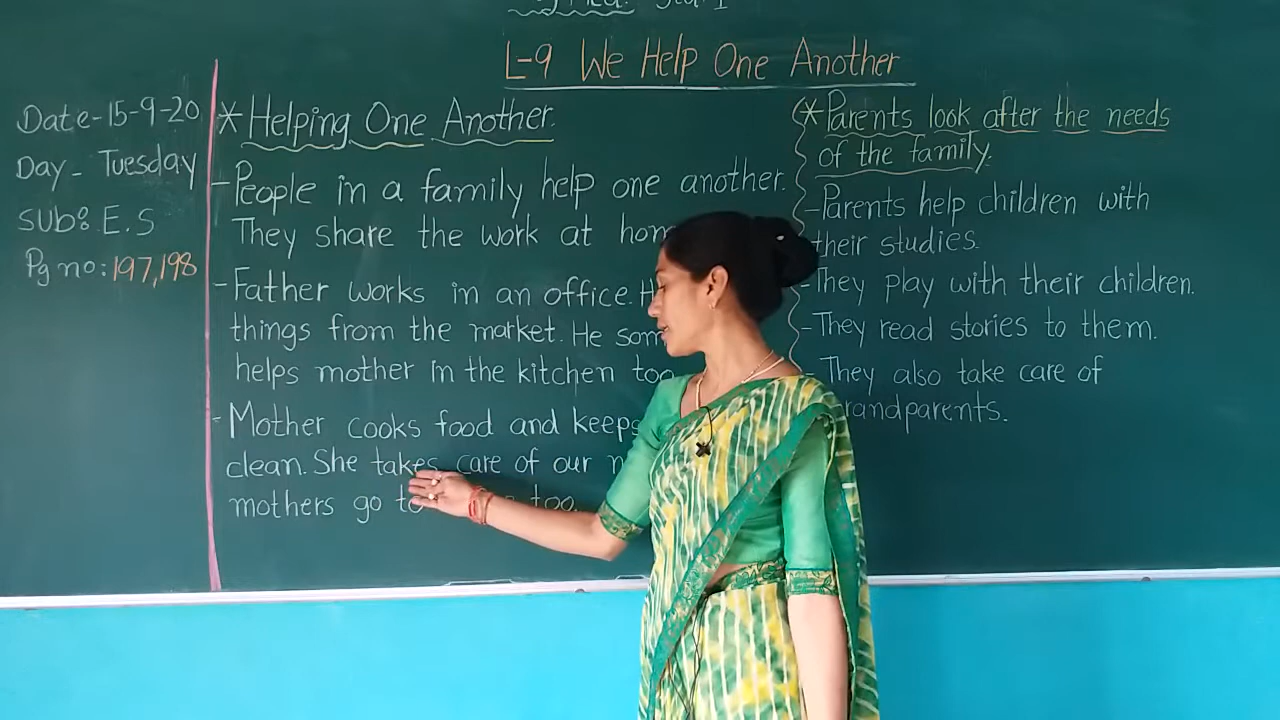 L-9 We Help One Another
Date-15-9-20
Day- Tuesday
Sub: E.S
Pg no: 197,198
* Helping One Another.
- People in a family help one another.
They share the work at
- Father works in an office.
things from the market. He
helps mother in the kitchen too
- Mother cooks food and keeps
clean. She takes care of our
mothers go too.
* Parents look after the needs
of the family.
- Parents help children with
their studies.
- They play with their children.
- They read stories to them.
- They also take care of